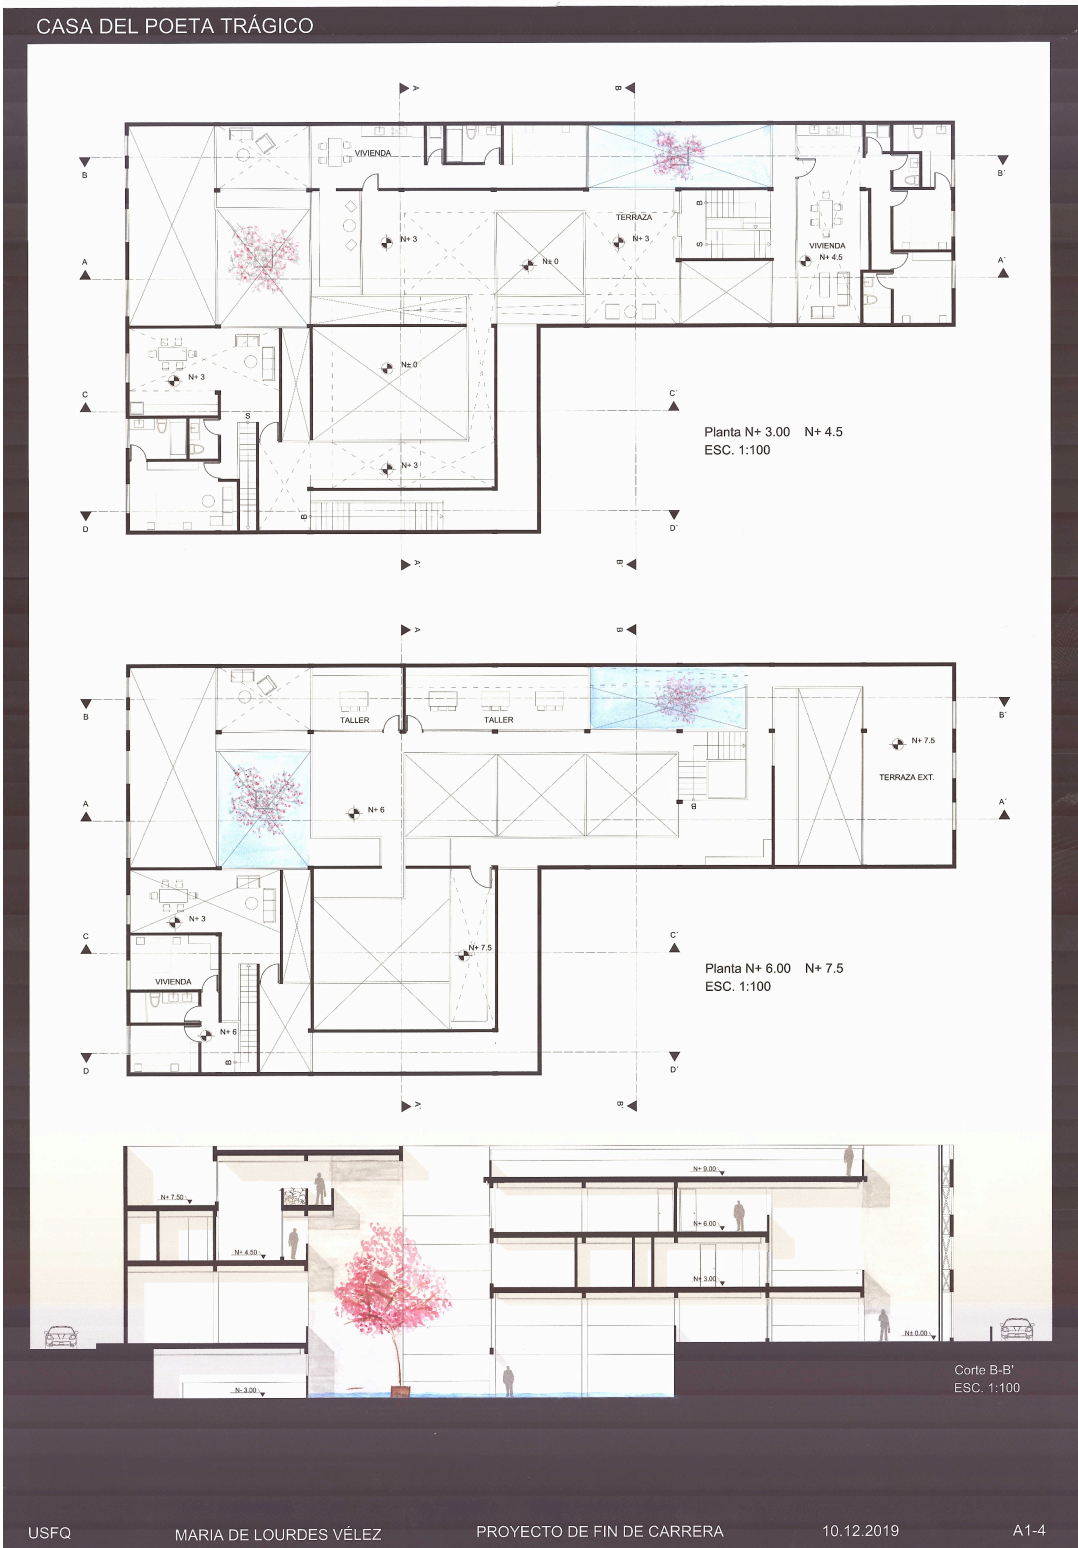 CASA DEL POETA TRÁGICO
A
B
VIVIENDA
B
B´
TERRAZA
B
N+ 3
N+ 3
S
VIVIENDA
A
N± 0
N+ 4.5
A´
N± 0
N+ 3
C
C´
S
Planta N+ 3.00 N+ 4.5
ESC. 1:100
N+ 3
B
D
D´
A´
B´
A
B
B
TALLER
TALLER
B´
N+ 7.5
TERRAZA EXT.
A
N+ 6
B
A´
N+ 3
C
C´
N+ 7.5
Planta N+ 6.00 N+ 7.5
ESC. 1:100
VIVIENDA
N+ 6
B
D
D´
A´
B´
N+ 9.00
N+ 7.50
N+ 6.00
N+ 4.50
N+ 3.00
N± 0.00
N- 3.00
Corte B-B'
ESC. 1:100
USFQ
MARIA DE LOURDES VÉLEZ
PROYECTO DE FIN DE CARRERA
10.12.2019
A1-4